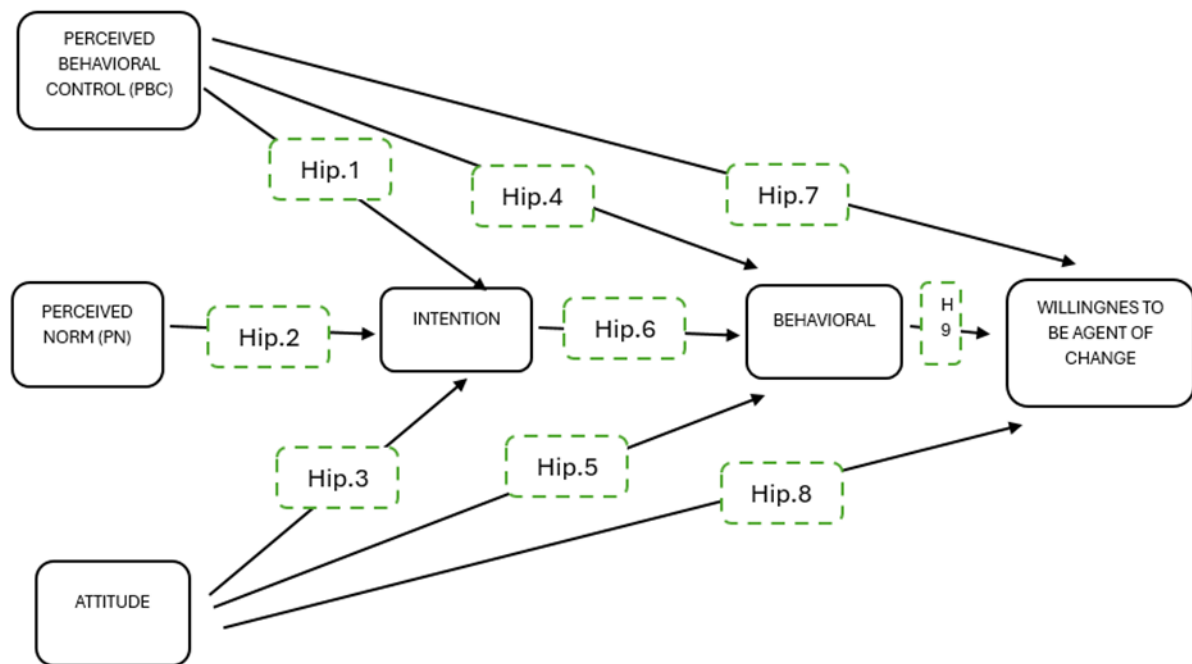 PERCEIVED
BEHAVIORAL
CONTROL (PBC)
Hip.1
Hip.4
Hip.7
PERCEIVED
NORM (PN)
Hip.2
INTENTION
Hip.6
BEHAVIORAL
H
9
WILLINGNES TO
BE AGENT OF
CHANGE
Hip.3
Hip.5
Hip.8
ATTITUDE